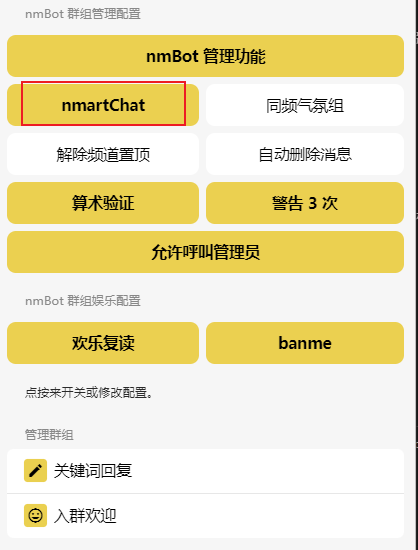 nmBot 群组管理配置
nmBot 管理功能
nmartChat
同频气氛组
解除频道置顶
自动删除消息
算术验证
警告 3 次
允许呼叫管理员
nmBot 群组娱乐配置
欢乐复读
banme
点按来开关或修改配置。
管理群组
关键词回复
入群欢迎